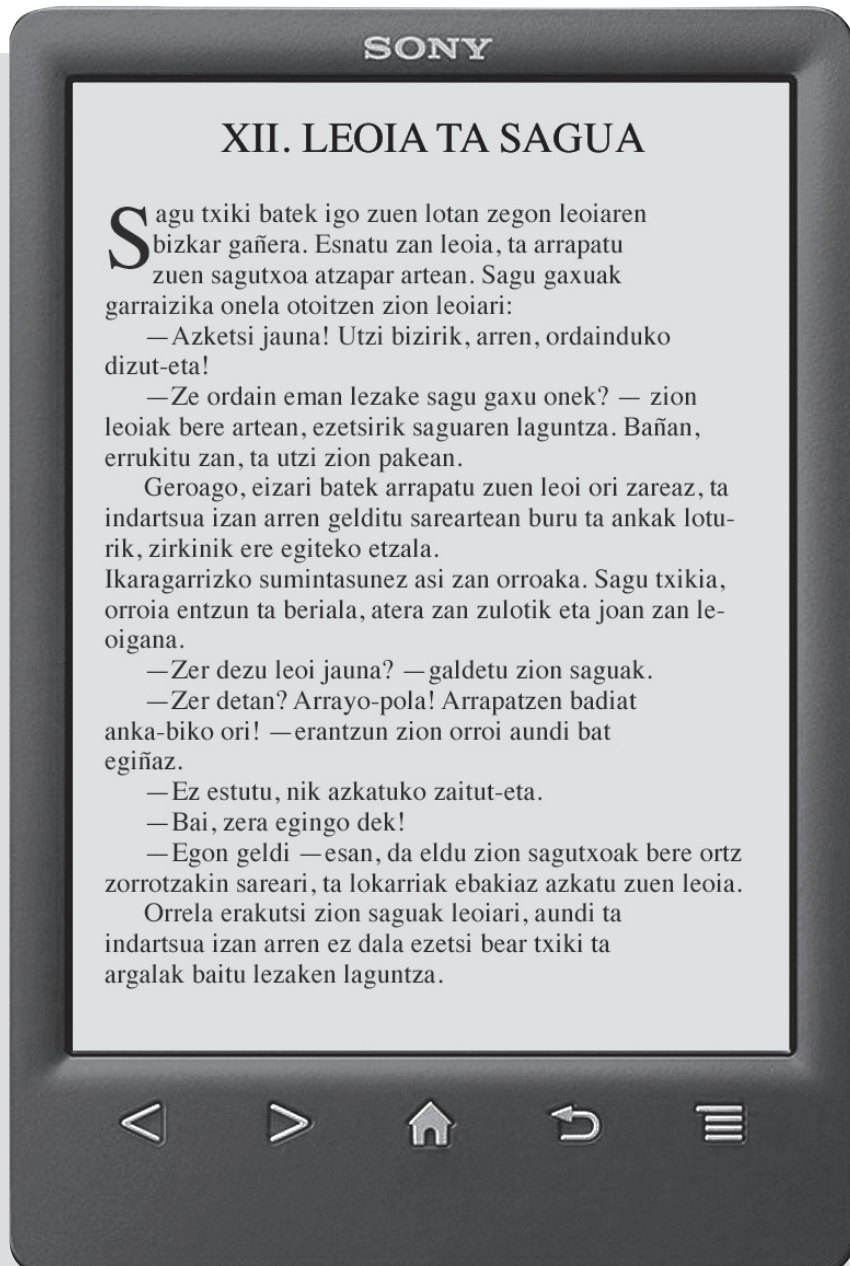 SONY
XII. LEOIA TA SAGUA
Sagu txiki batek igo zuen lotan zegon leoiaren
bizkar gañera. Esnatu zan leoia, ta arrapatu
zuen sagutxoa atzapar artean. Sagu gaxuak
garraizika onela otoitzen zion leoiari:
—Azketsi jauna! Utzi bizirik, arren, ordainduko
dizut-eta!
—Ze ordain eman lezake sagu gaxu onek? — zion
leoiak bere artean, ezetsirik saguaren laguntza. Bañan,
errukitu zan, ta utzi zion pakean.
Geroago, eizari batek arrapatu zuen leoi ori zareaz, ta
indartsua izan arren gelditu sareartean buru ta ankak lotu-
rik, zirkinik ere egiteko etzala.
Ikaragarrizko sumintasunez asi zan orroaka. Sagu txikia,
orroia entzun ta beriala, atera zan zulotik eta joan zan le-
oigana.
—Zer dezu leoi jauna? —galdetu zion saguak.
—Zer detan? Arrayo-pola! Arrapatzen badiat
anka-biko ori! —erantzun zion orroi aundi bat
egiñaz.
—Ez estutu, nik azkatuko zaitut-eta.
—Bai, zera egingo dek!
—Egon geldi —esan, da eldu zion sagutxoak bere ortz
zorrotzakin sareari, ta lokarriak ebakiaz azkatu zuen leoia.
Orrela erakutsi zion saguak leoiari, aundi ta
indartsua izan arren ez dala ezetsi bear txiki ta
argalak baitu lezaken laguntza.